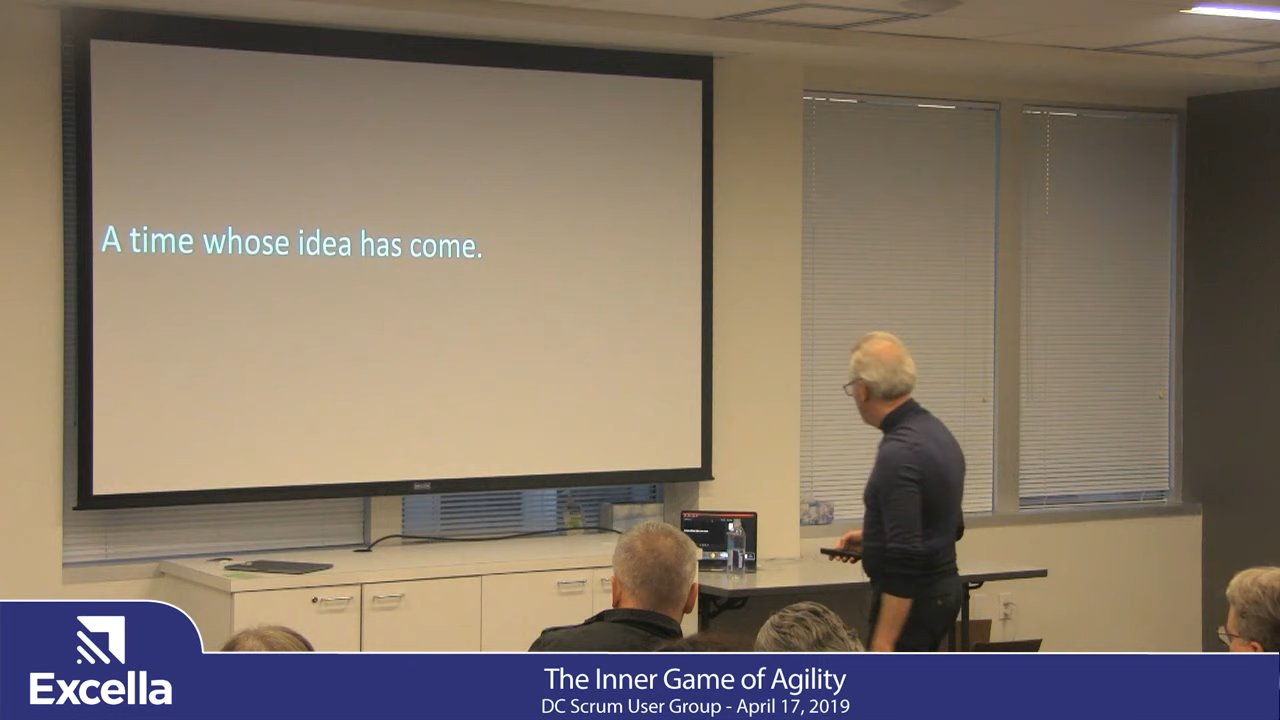 A time whose idea has come.
Excella
The Inner Game of Agility
DC Scrum User Group - April 17, 2019